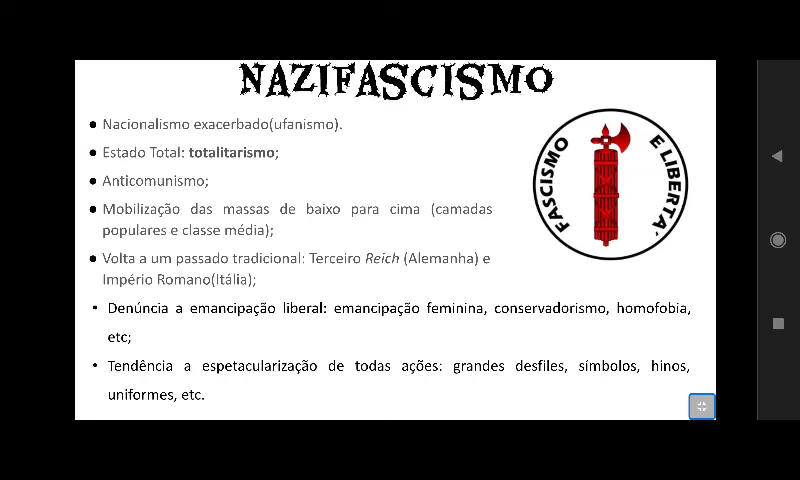 NAZIFASCISMO
● Nacionalismo exacerbado(ufanismo).
● Estado Total: totalitarismo;
● Anticomunismo;
● Mobilização das massas de baixo para cima (camadas
populares e classe média);
● Volta a um passado tradicional: Terceiro Reich (Alemanha) e
Império Romano(Itália);
• Denúncia a emancipação liberal: emancipação feminina, conservadorismo, homofobia,
etc;
• Tendência a espetacularização de todas ações: grandes desfiles, símbolos, hinos,
uniformes, etc.
FASCISMO E LIBERTA'